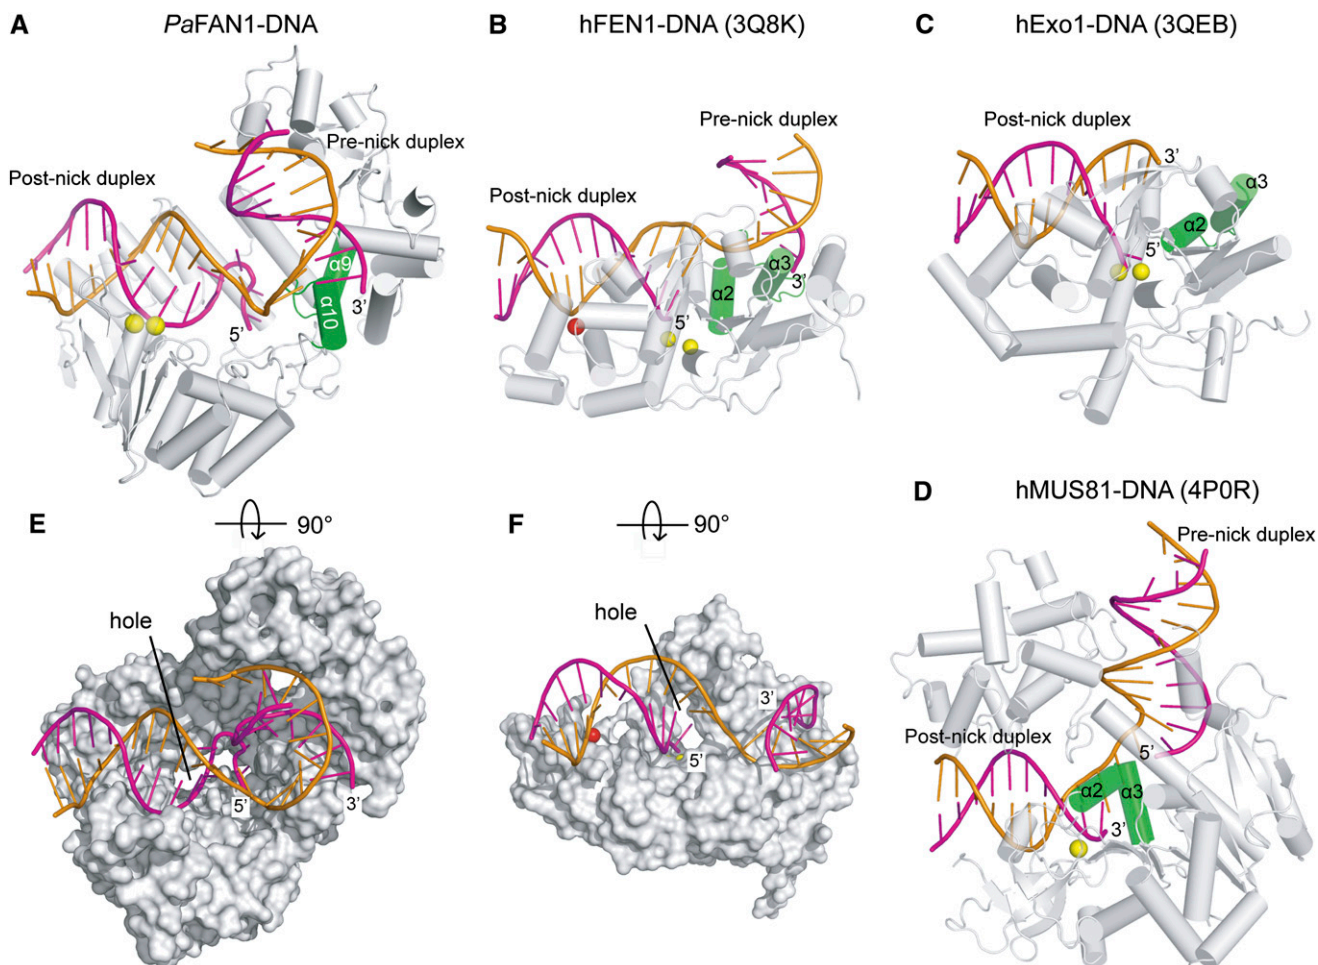 A PaFAN1-DNA
Post-nick duplex
Pre-nick duplex
α9
α10
5’
3’
B hFEN1-DNA (3Q8K)
Pre-nick duplex
Post-nick duplex
α2
α3
3’
5’
C hExo1-DNA (3QEB)
Post-nick duplex
3’
α3
α2
5’
D hMUS81-DNA (4P0R)
Pre-nick duplex
Post-nick duplex
5’
α2
α3
3’
E 90°
hole
5’
3’
F 90°
hole
3’
5’